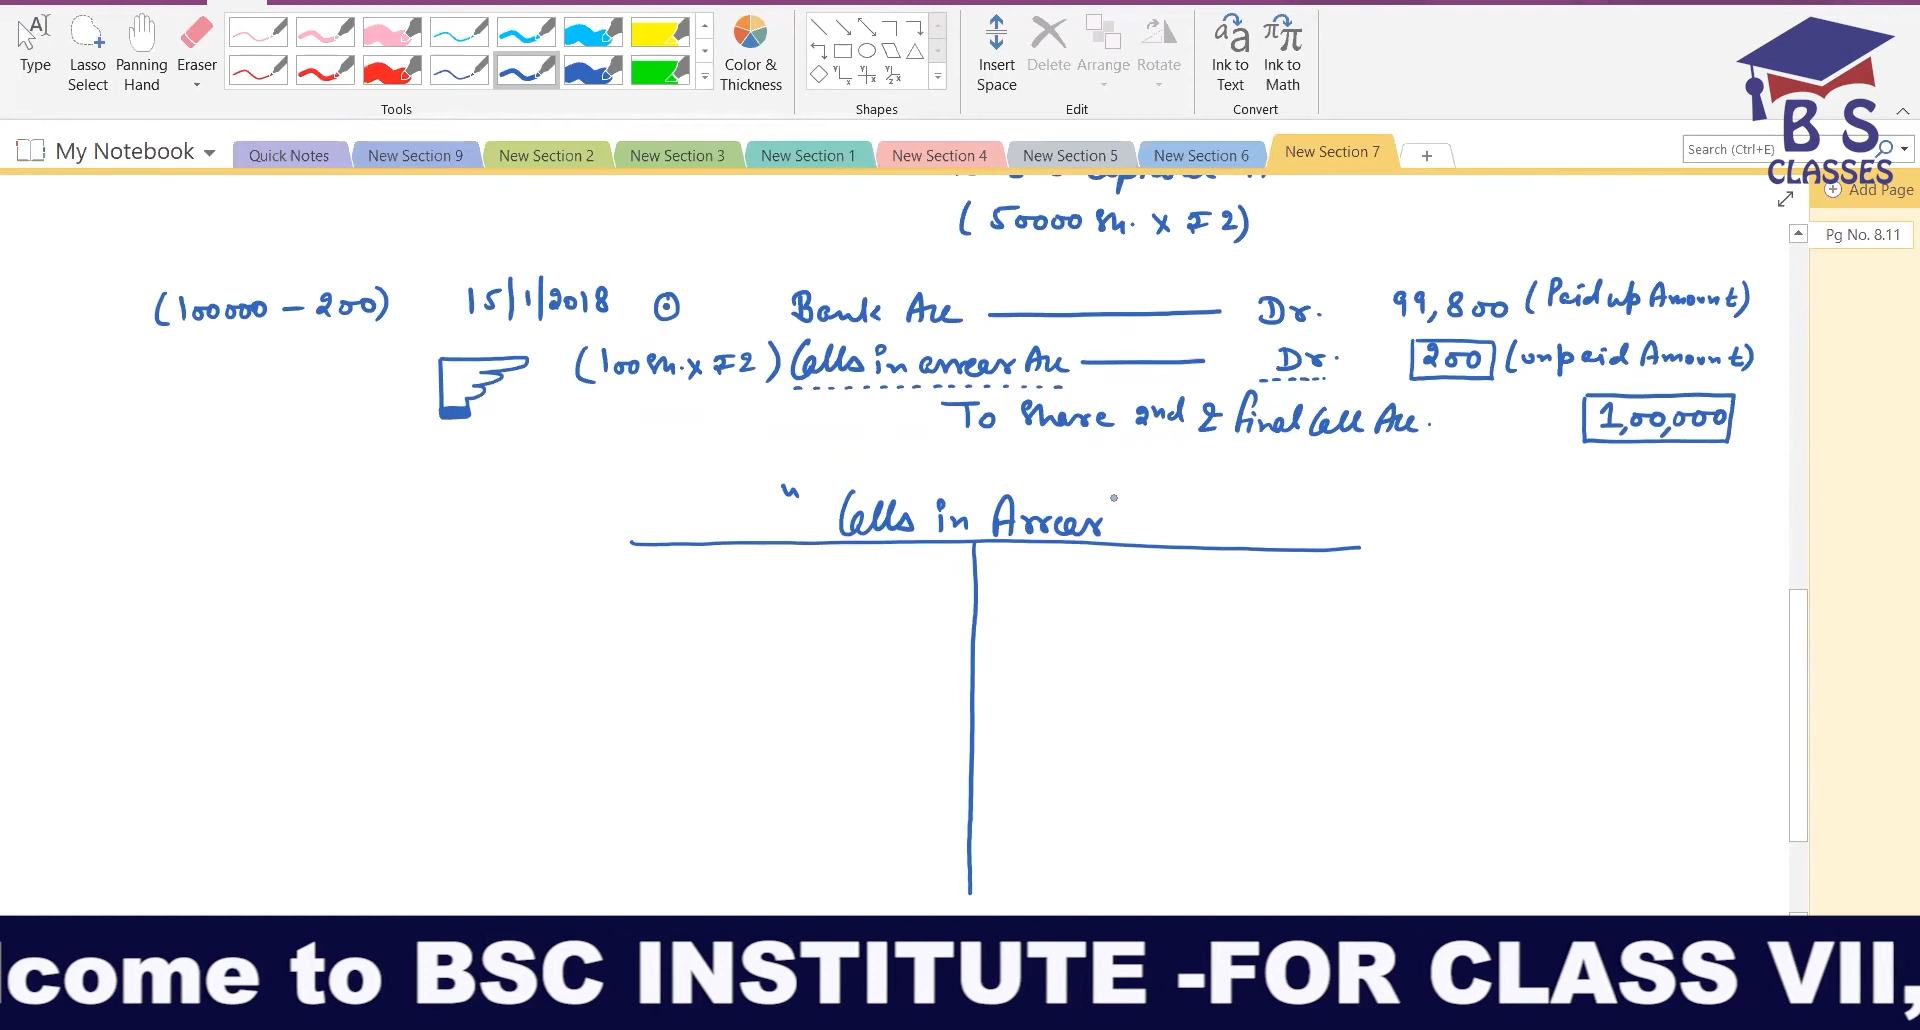 Type
Lasso Select
Panning Hand
Eraser
Color & Thickness
Insert Space
Delete
Arrange
Rotate
Ink to Text
Ink to Math
Tools
Shapes
Edit
Convert
B S
CLASSES
My Notebook
Quick Notes
New Section 9
New Section 2
New Section 3
New Section 1
New Section 4
New Section 5
New Section 6
New Section 7
Search (Ctrl+E)
Add Page
Pg No. 8.11
(50000 Sh. x ₹ 2)
(100000 - 200) 15/1/2018 Bank A/c Dr. 99,800 (Paid up Amount)
(100 Sh. x ₹ 2) Calls in arrear A/c Dr. 200 (unpaid Amount)
To Share 2nd & final Call A/c. 1,00,000
" Calls in Arrear
lcome to BSC INSTITUTE -FOR CLASS VII,